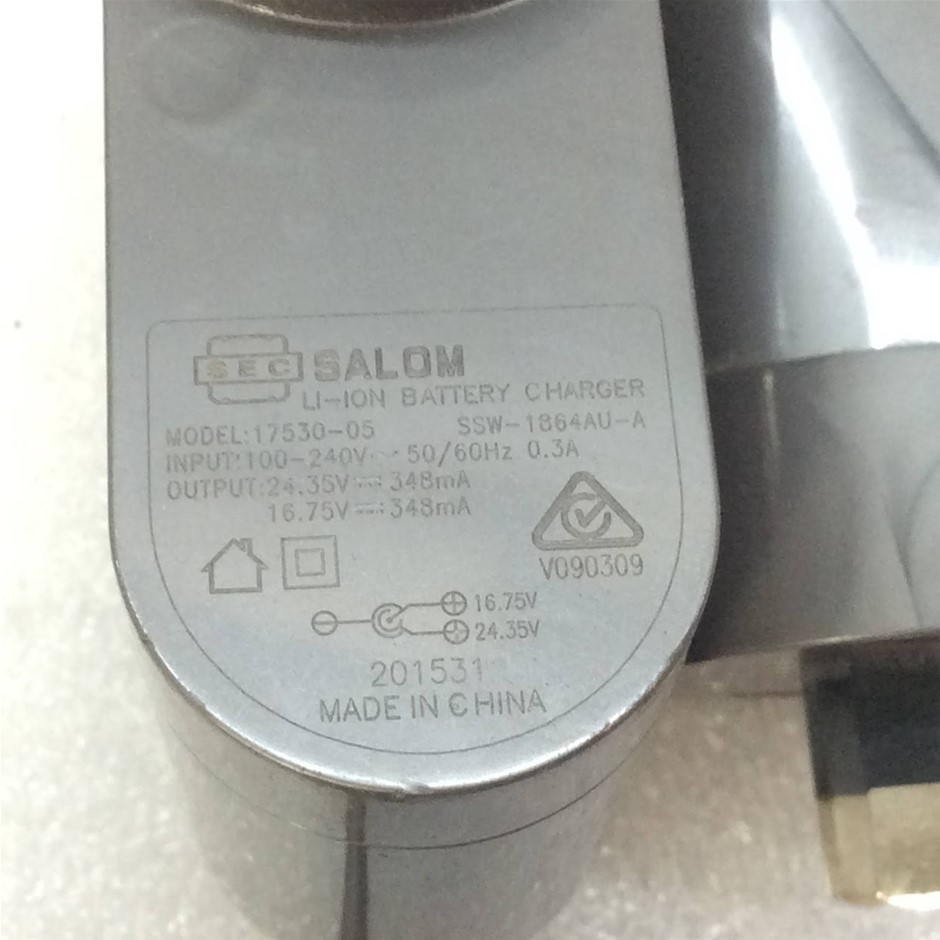 SEC SALOM
LI-ION BATTERY CHARGER
MODEL:17530-05 SSW-1864AU-A
INPUT:100-240V~ 50/60Hz 0.3A
OUTPUT:24.35V⎓348mA
16.75V⎓348mA
V090309
16.75V
24.35V
201531
MADE IN CHINA